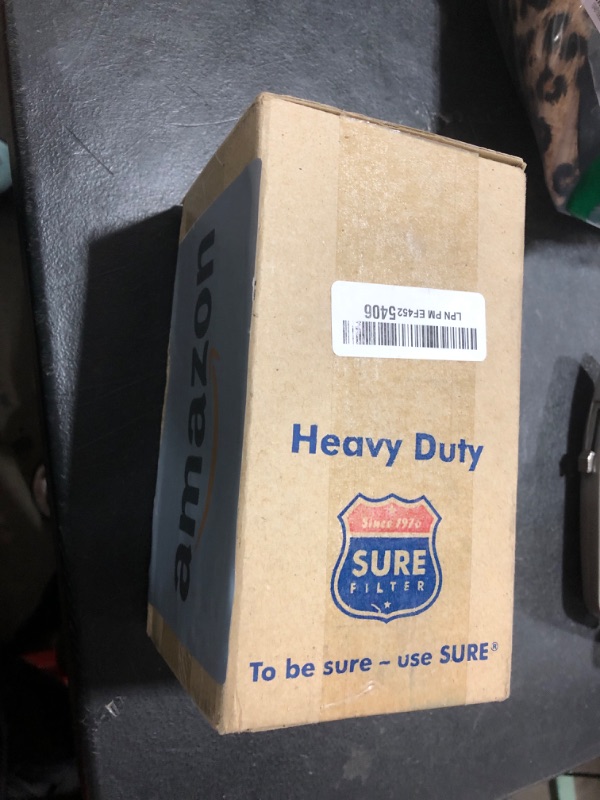 amazon
LPN PM EF4525406
Heavy Duty
Since 1976
SURE
FILTER
To be sure ~ use SURE®